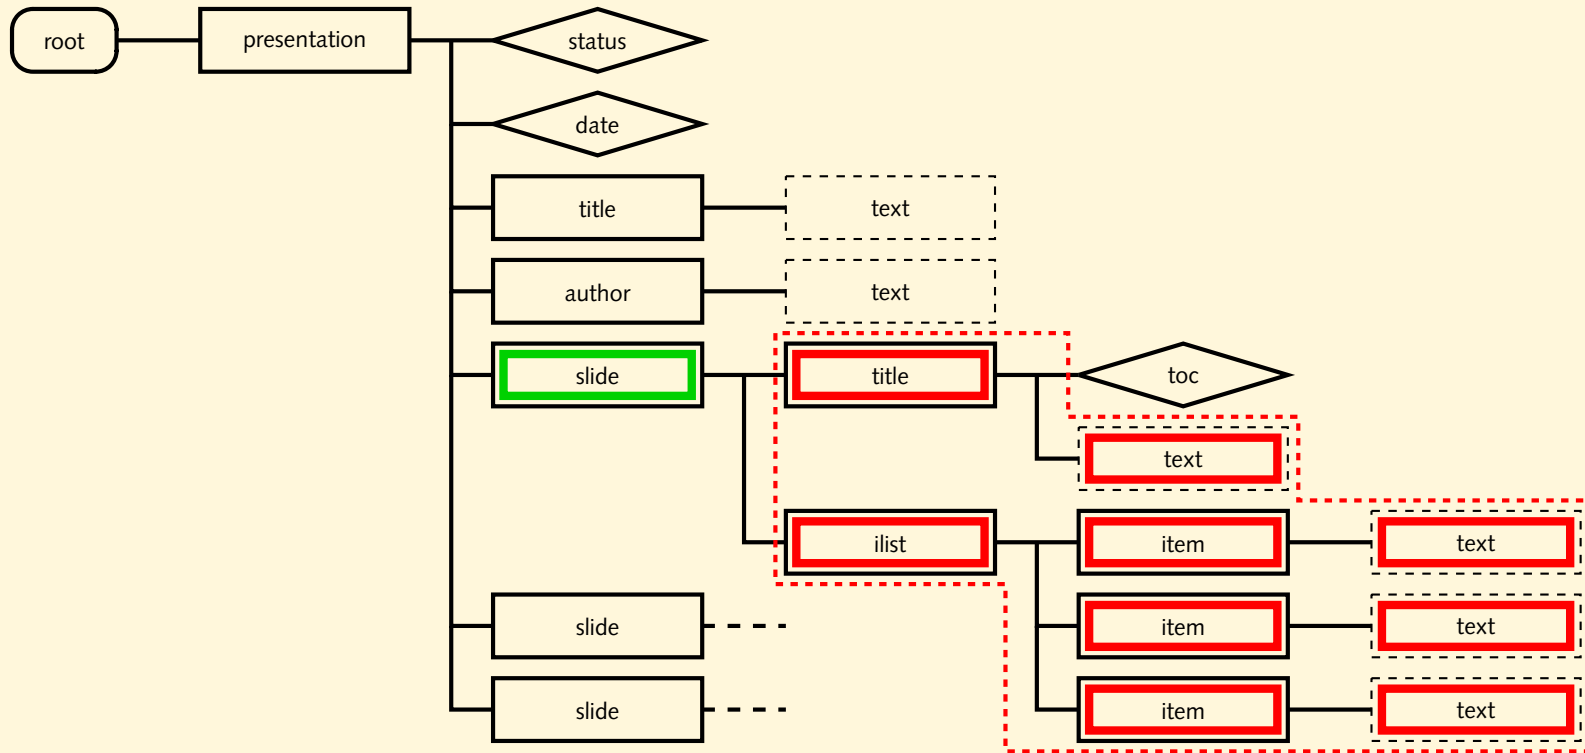 root
presentation
status
date
title
text
author
text
slide
title
toc
text
ilist
item
text
slide
item
text
slide
item
text